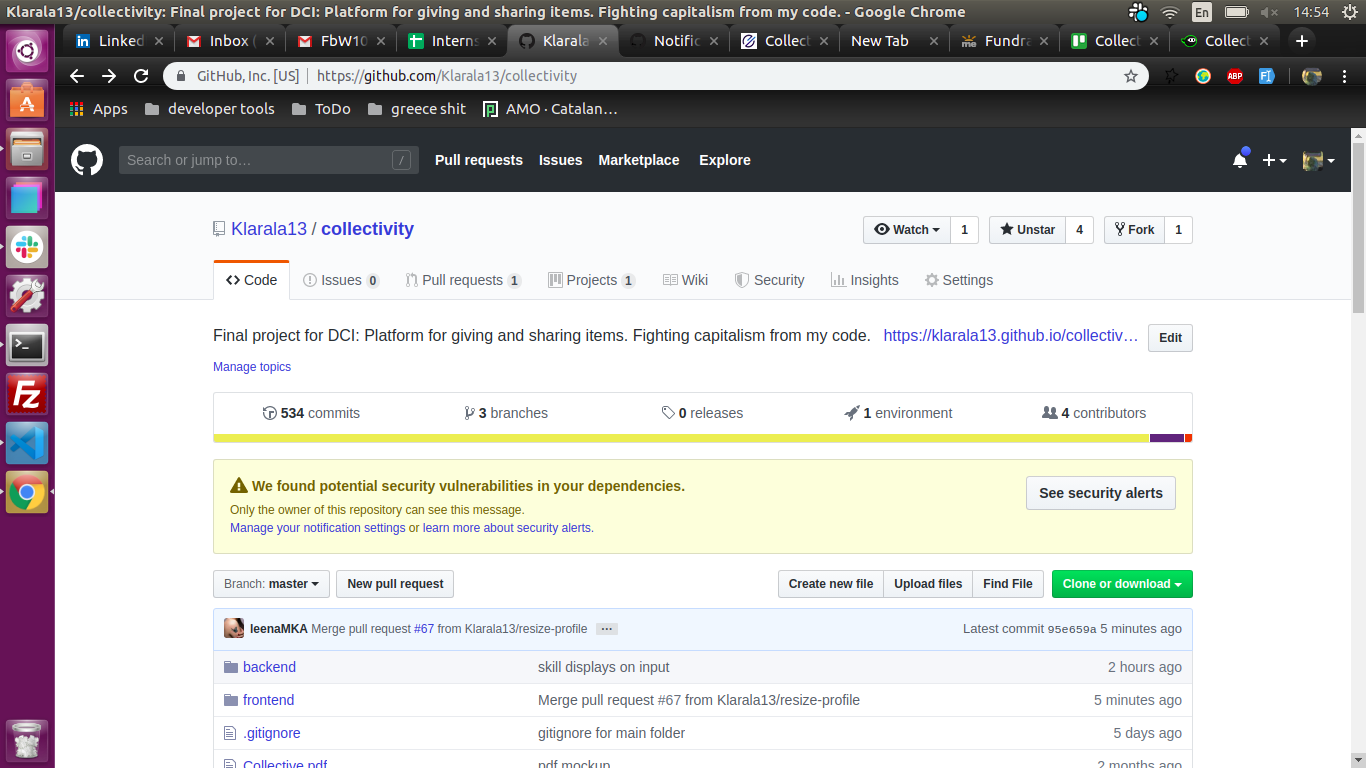 Klarala13/collectivity: Final project for DCI: Platform for giving and sharing items. Fighting capitalism from my code. - Google Chrome
En
14:54
Linked
Inbox (
FbW10
Interns
Klarala
Notific
Collect
New Tab
Fundra
Collect
Collect
GitHub, Inc. [US]
https://github.com/Klarala13/collectivity
ABP
Apps
developer tools
ToDo
greece shit
AMO · Catalan…
Search or jump to…
/
Pull requests
Issues
Marketplace
Explore
Klarala13 / collectivity
Watch
1
Unstar
4
Fork
1
Code
Issues 0
Pull requests 1
Projects 1
Wiki
Security
Insights
Settings
Final project for DCI: Platform for giving and sharing items. Fighting capitalism from my code.
https://klarala13.github.io/collectiv…
Edit
Manage topics
534 commits
3 branches
0 releases
1 environment
4 contributors
We found potential security vulnerabilities in your dependencies.
Only the owner of this repository can see this message.
Manage your notification settings or learn more about security alerts.
See security alerts
Branch: master
New pull request
Create new file
Upload files
Find File
Clone or download
leenaMKA Merge pull request #67 from Klarala13/resize-profile
…
Latest commit 95e659a 5 minutes ago
backend
skill displays on input
2 hours ago
frontend
Merge pull request #67 from Klarala13/resize-profile
5 minutes ago
.gitignore
gitignore for main folder
5 days ago
Collective.pdf
pdf mockup
2 months ago